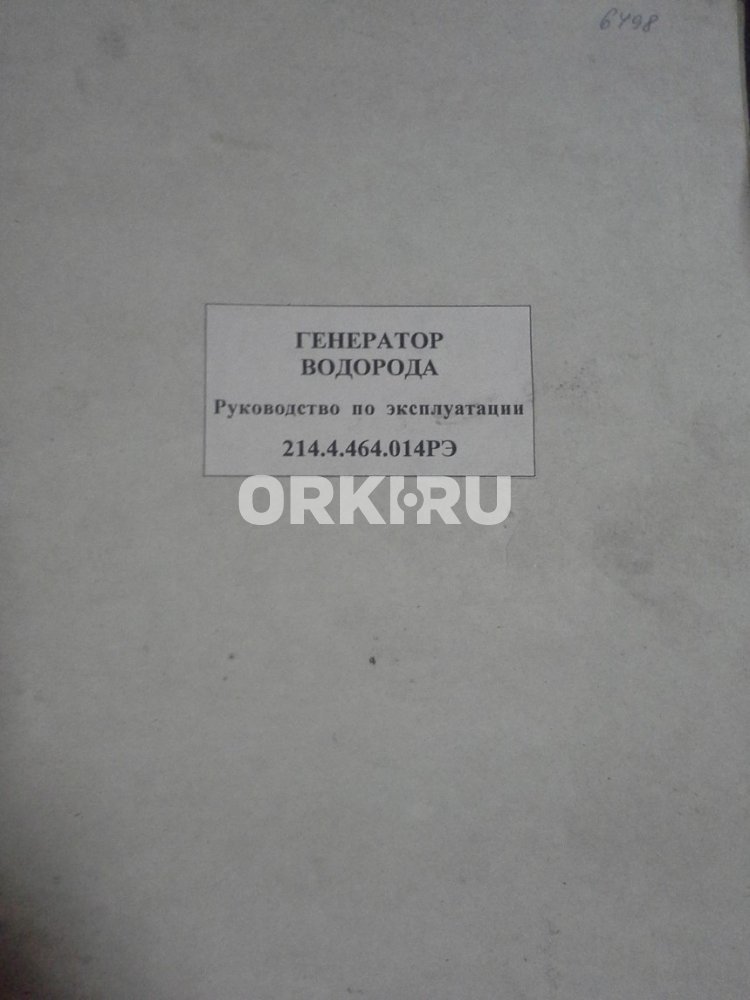 6498
ГЕНЕРАТОР
ВОДОРОДА
Руководство по эксплуатации
214.4.464.014РЭ
ORKI.RU